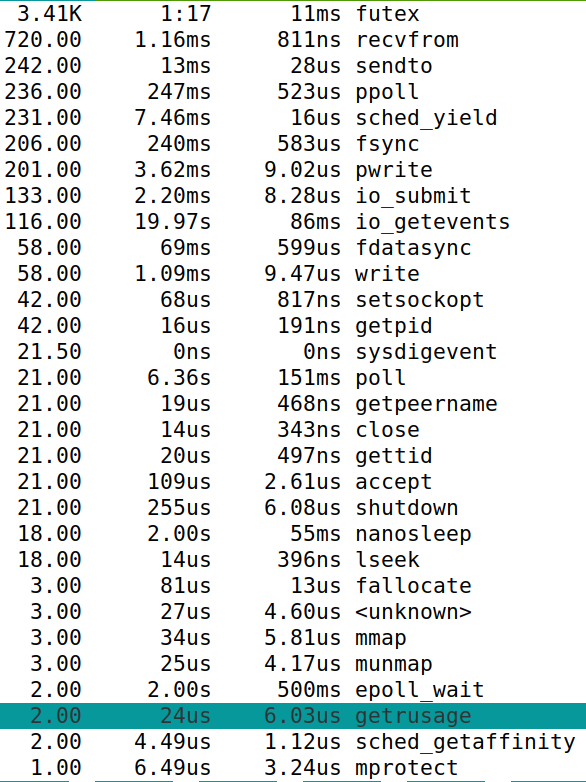 3.41K 1:17 11ms futex
720.00 1.16ms 811ns recvfrom
242.00 13ms 28us sendto
236.00 247ms 523us ppoll
231.00 7.46ms 16us sched_yield
206.00 240ms 583us fsync
201.00 3.62ms 9.02us pwrite
133.00 2.20ms 8.28us io_submit
116.00 19.97s 86ms io_getevents
58.00 69ms 599us fdatasync
58.00 1.09ms 9.47us write
42.00 68us 817ns setsockopt
42.00 16us 191ns getpid
21.50 0ns 0ns sysdigevent
21.00 6.36s 151ms poll
21.00 19us 468ns getpeername
21.00 14us 343ns close
21.00 20us 497ns gettid
21.00 109us 2.61us accept
21.00 255us 6.08us shutdown
18.00 2.00s 55ms nanosleep
18.00 14us 396ns lseek
3.00 81us 13us fallocate
3.00 27us 4.60us <unknown>
3.00 34us 5.81us mmap
3.00 25us 4.17us munmap
2.00 2.00s 500ms epoll_wait
2.00 24us 6.03us getrusage
2.00 4.49us 1.12us sched_getaffinity
1.00 6.49us 3.24us mprotect